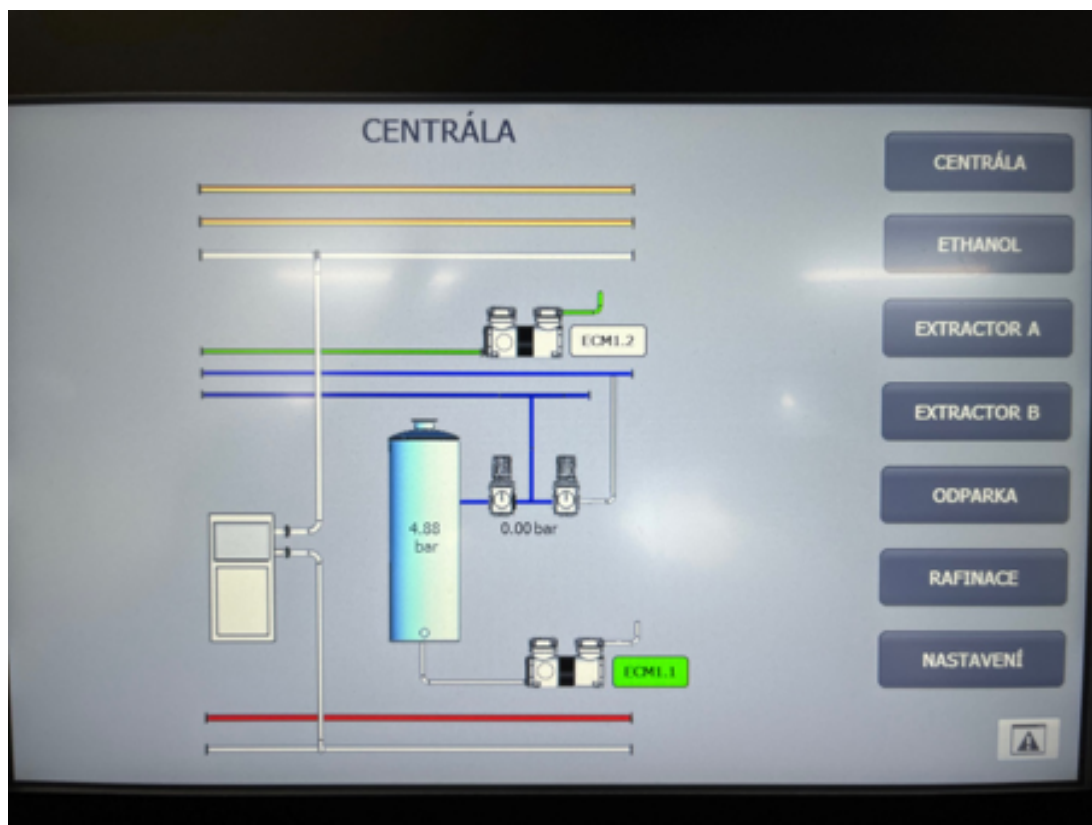 CENTRÁLA
CENTRÁLA
ETHANOL
EXTRACTOR A
EXTRACTOR B
ODPARKA
RAFINACE
NASTAVENÍ
ECM1.2
4.88
bar
0.00 bar
ECM1.1